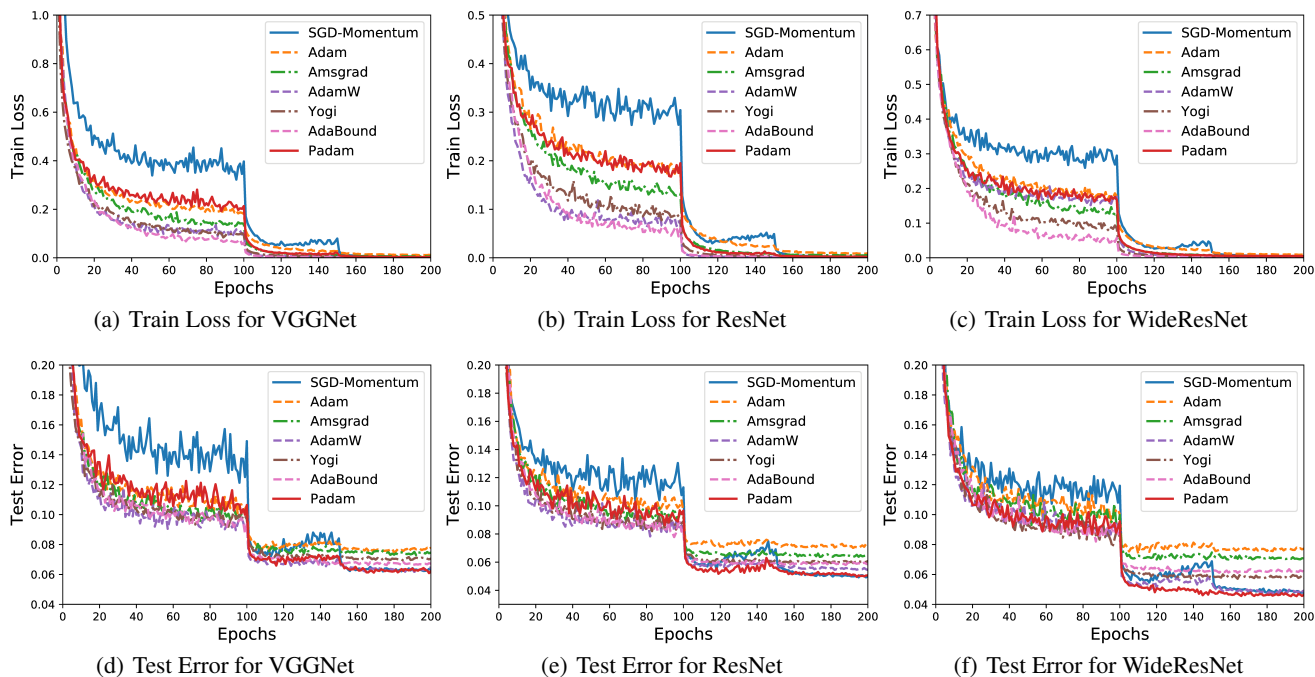 1.0
0.8
0.6
0.4
0.2
0.0
Train Loss
0 20 40 60 80 100 120 140 160 180 200
Epochs
SGD-Momentum
Adam
Amsgrad
AdamW
Yogi
AdaBound
Padam
(a) Train Loss for VGGNet
0.5
0.4
0.3
0.2
0.1
0.0
Train Loss
0 20 40 60 80 100 120 140 160 180 200
Epochs
SGD-Momentum
Adam
Amsgrad
AdamW
Yogi
AdaBound
Padam
(b) Train Loss for ResNet
0.7
0.6
0.5
0.4
0.3
0.2
0.1
0.0
Train Loss
0 20 40 60 80 100 120 140 160 180 200
Epochs
SGD-Momentum
Adam
Amsgrad
AdamW
Yogi
AdaBound
Padam
(c) Train Loss for WideResNet
0.20
0.18
0.16
0.14
0.12
0.10
0.08
0.06
0.04
Test Error
0 20 40 60 80 100 120 140 160 180 200
Epochs
SGD-Momentum
Adam
Amsgrad
AdamW
Yogi
AdaBound
Padam
(d) Test Error for VGGNet
0.20
0.18
0.16
0.14
0.12
0.10
0.08
0.06
0.04
Test Error
0 20 40 60 80 100 120 140 160 180 200
Epochs
SGD-Momentum
Adam
Amsgrad
AdamW
Yogi
AdaBound
Padam
(e) Test Error for ResNet
0.20
0.18
0.16
0.14
0.12
0.10
0.08
0.06
0.04
Test Error
0 20 40 60 80 100 120 140 160 180 200
Epochs
SGD-Momentum
Adam
Amsgrad
AdamW
Yogi
AdaBound
Padam
(f) Test Error for WideResNet